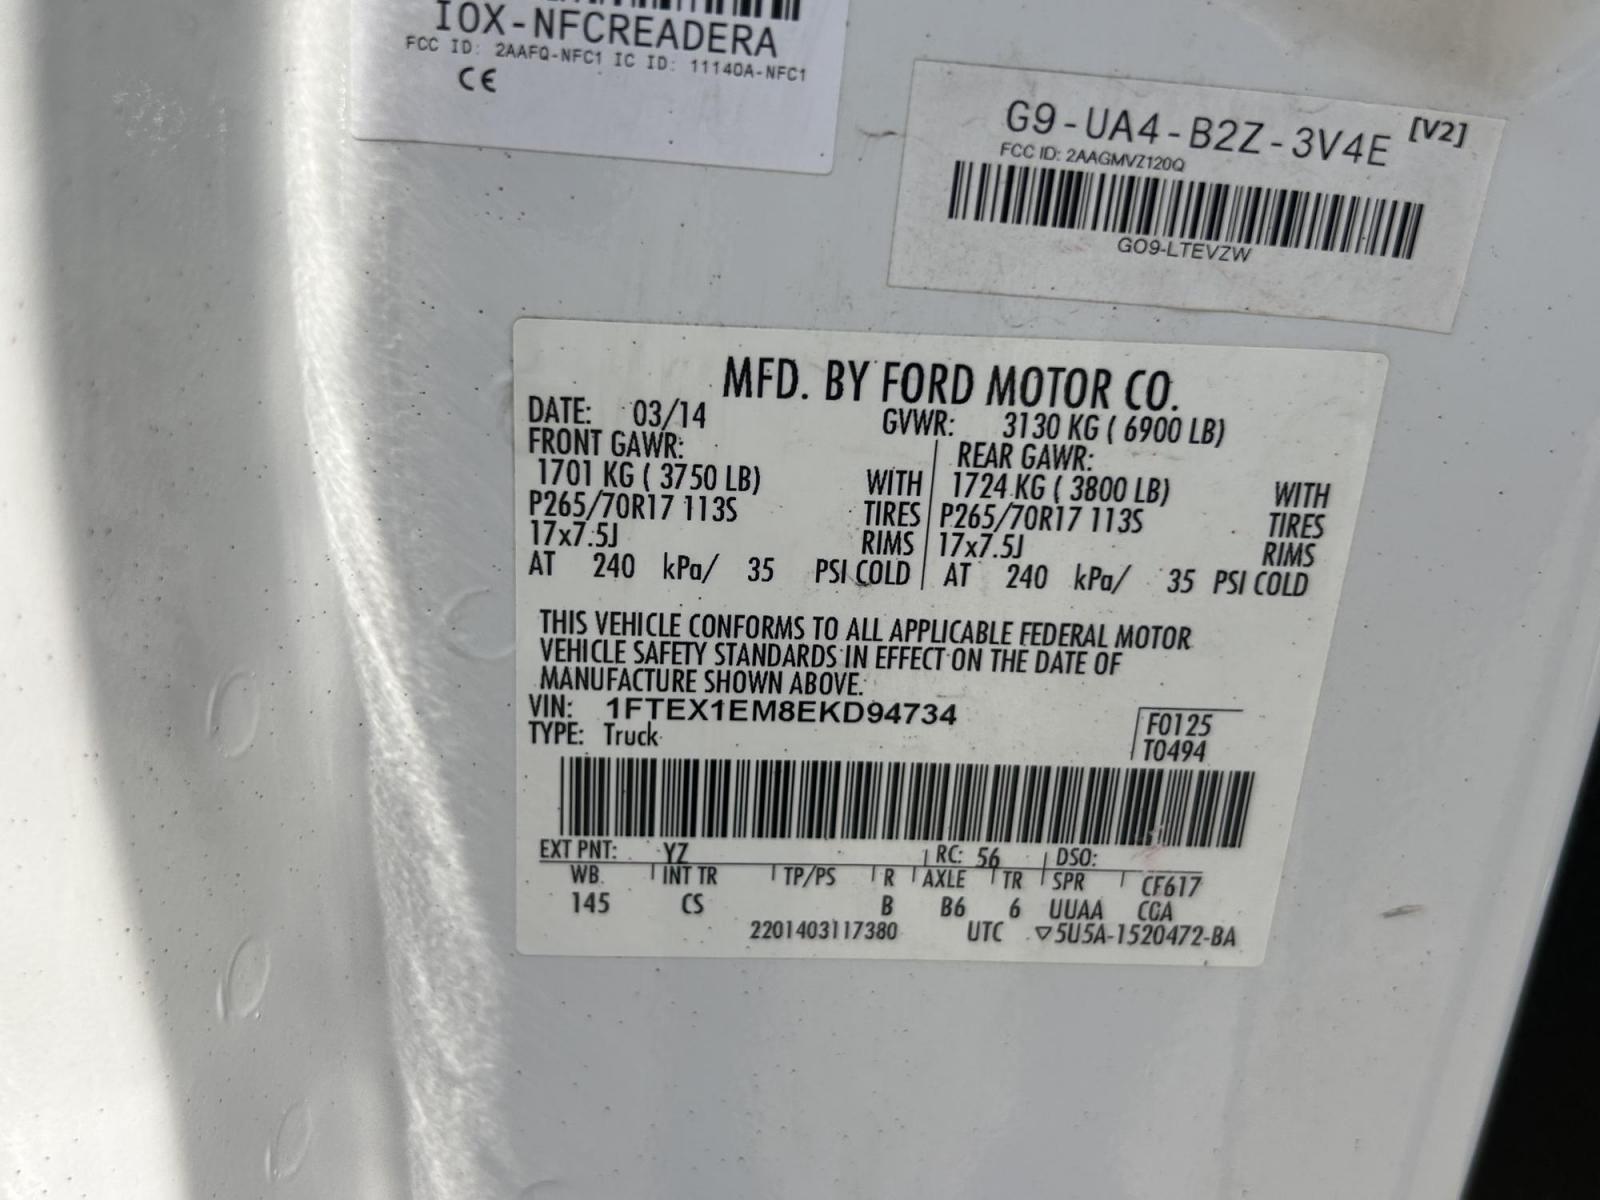 IOX-NFCREADERA
FCC ID: 2AAFQ-NFC1 IC ID: 11140A-NFC1
CE
G9-UA4-B2Z-3V4E [V2]
FCC ID: 2AAGMVZ120Q
GO9-LTEVZW
MFD. BY FORD MOTOR CO.
DATE: 03/14 GVWR: 3130 KG ( 6900 LB)
FRONT GAWR: REAR GAWR:
1701 KG ( 3750 LB) WITH 1724 KG ( 3800 LB) WITH
P265/70R17 113S TIRES P265/70R17 113S TIRES
17x7.5J RIMS 17x7.5J RIMS
AT 240 kPa/ 35 PSI COLD AT 240 kPa/ 35 PSI COLD
THIS VEHICLE CONFORMS TO ALL APPLICABLE FEDERAL MOTOR
VEHICLE SAFETY STANDARDS IN EFFECT ON THE DATE OF
MANUFACTURE SHOWN ABOVE.
VIN: 1FTEX1EM8EKD94734 F0125
TYPE: Truck T0494
EXT PNT: YZ RC: 56 DSO:
WB INT TR TP/PS R AXLE TR SPR CF617
145 CS B B6 6 UUAA CGA
2201403117380 UTC ▽5U5A-1520472-BA